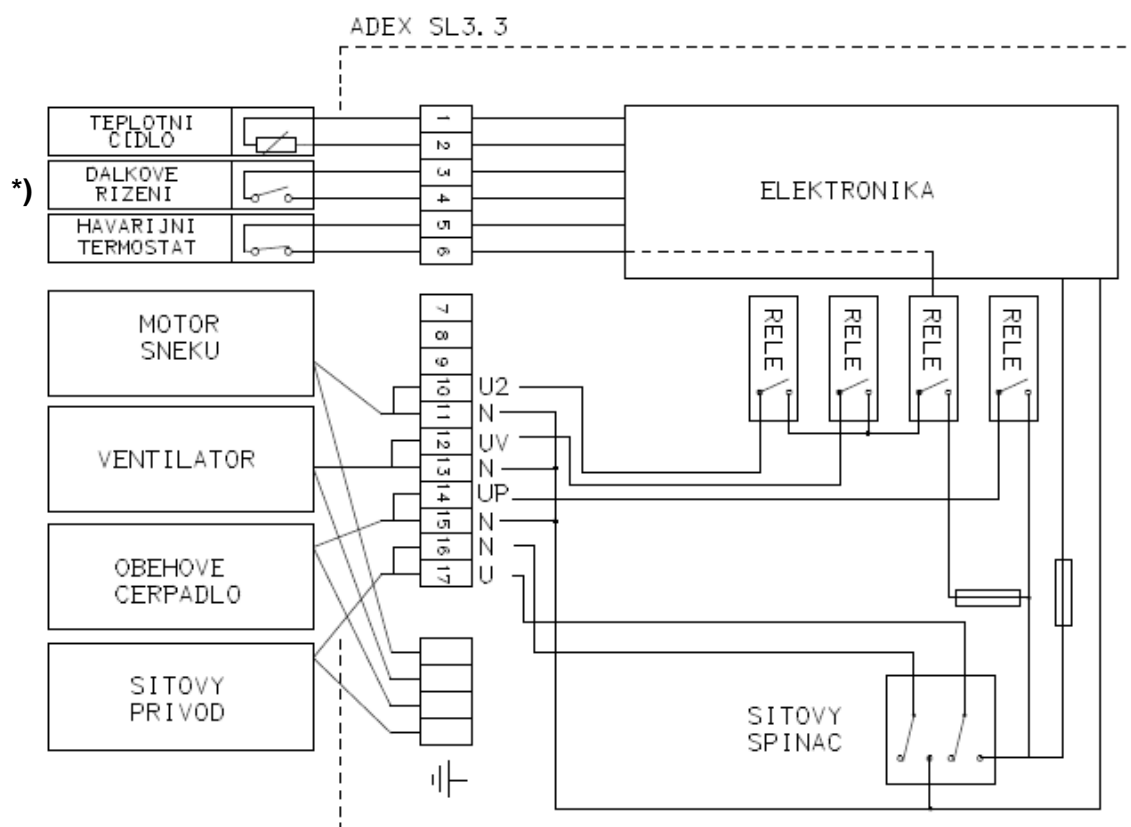 ADEX SL3.3
TEPLOTNI
CIDLO
*)
DALKOVE
RIZENI
HAVARIJNI
TERMOSTAT
1
2
3
4
5
6
ELEKTRONIKA
MOTOR
SNEKU
VENTILATOR
OBEHOVE
CERPADLO
SITOVY
PRIVOD
7
8
9
10 U2
11 N
12 UV
13 N
14 UP
15 N
16 N
17 U
RELE
RELE
RELE
RELE
SITOVY
SPINAC